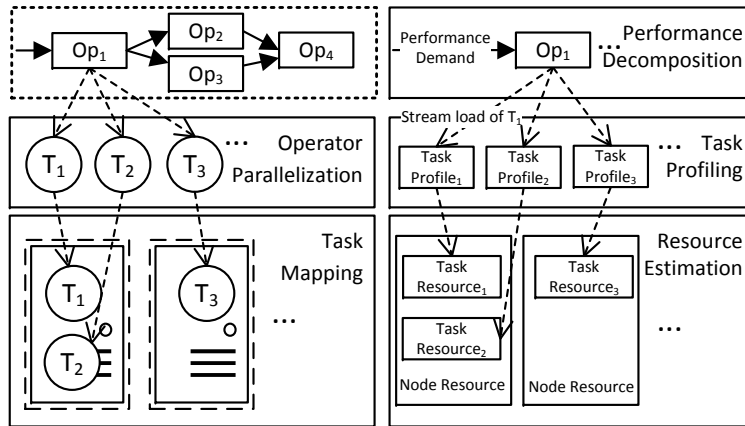 Op1
Op2
Op3
Op4
T1
T2
T3
...
Operator
Parallelization
T1
T2
T3
...
Task
Mapping
Performance
Demand
Op1
...
Performance
Decomposition
Stream load of T1
Task
Profile1
Task
Profile2
Task
Profile3
...
Task
Profiling
Task
Resource1
Task
Resource2
Node Resource
Task
Resource3
Node Resource
...
Resource
Estimation